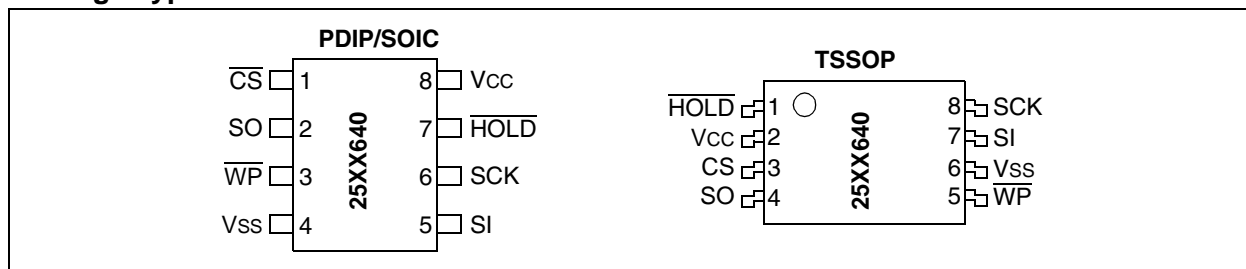 PDIP/SOIC
CS 1 8 VCC
SO 2 7 HOLD
WP 3 6 SCK
VSS 4 5 SI
25XX640
TSSOP
HOLD 1 8 SCK
VCC 2 7 SI
CS 3 6 VSS
SO 4 5 WP
25XX640